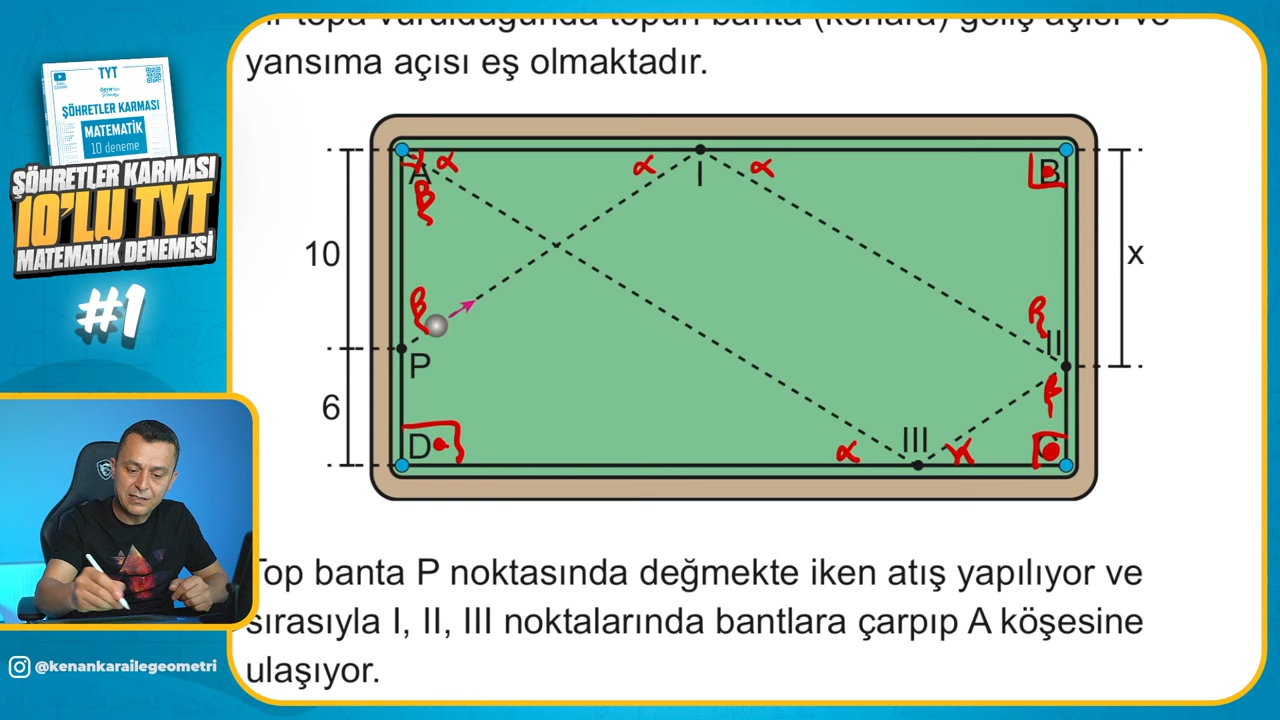 yansıma açısı eş olmaktadır.
TYT
ŞÖHRETLER KARMASI
MATEMATİK
10 deneme
ŞÖHRETLER KARMASI
10'LU TYT
MATEMATİK DENEMESİ
#1
A α
β
α
I
α
B
10
x
β
P
β
II
β
6
D
III
α
α
C
Top banta P noktasında değmekte iken atış yapılıyor ve
sırasıyla I, II, III noktalarında bantlara çarpıp A köşesine
ulaşıyor.
@kenankarailegeometri